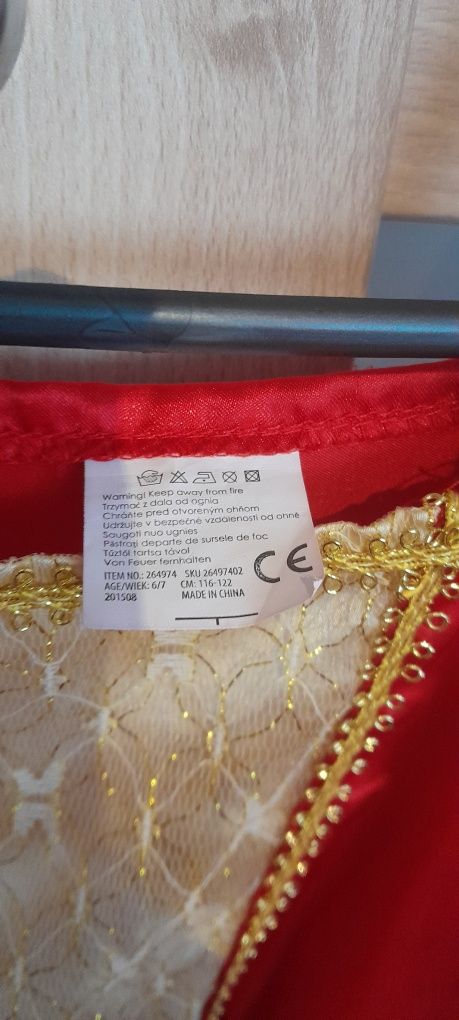 Warning! Keep away from fire
Trzymać z dala od ognia
Chraňte pred otvoreným ohňom
Udržujte v bezpečné vzdálenosti od ohně
Saugoti nuo ugnies
Păstraţi departe de sursele de foc
Tűztől tartsa távol
Von Feuer fernhalten
ITEM NO.: 264974 SKU 26497402
AGE/WIEK: 6/7 CM: 116-122
201508 MADE IN CHINA
CE